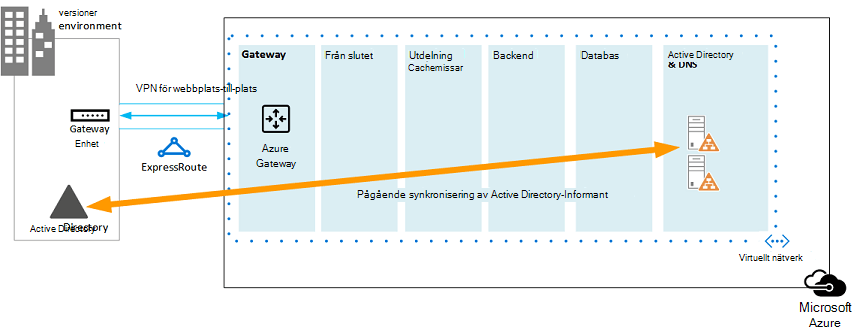 versioner
environment
Gateway
Enhet
Active Directory
Directory
VPN för webbplats-till-plats
ExpressRoute
Gateway
Azure
Gateway
Från slutet
Utdelning
Cachemissar
Backend
Databas
Active Directory
& DNS
Pågående synkronisering av Active Directory-Informant
Virtuellt nätverk
Microsoft
Azure